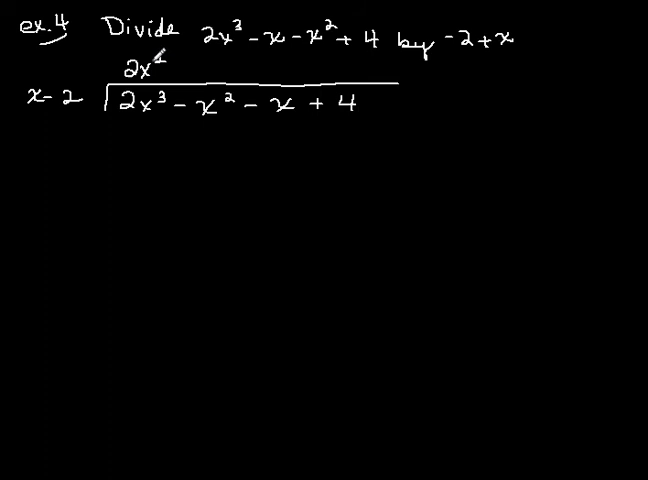 ex.4 Divide 2x³ - x - x² + 4 by -2 + x
2x²
x - 2 2x³ - x² - x + 4